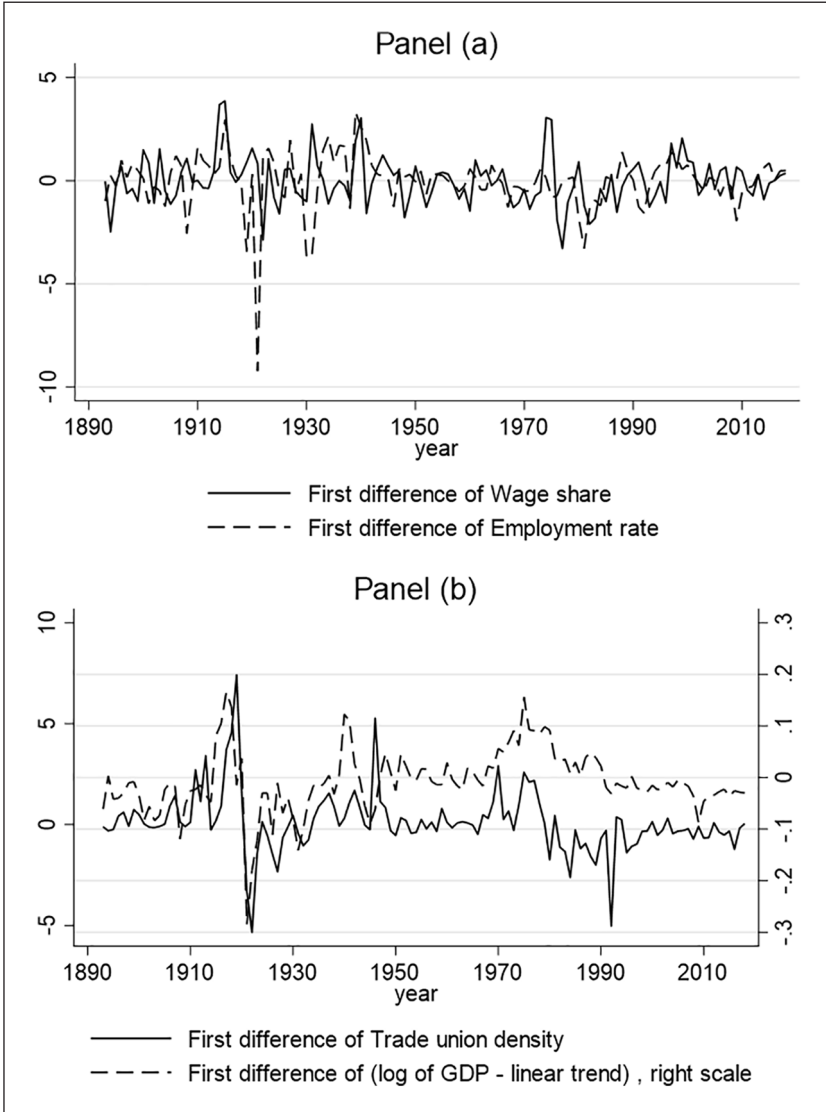 Panel (a)
5
0
-5
-10
1890 1910 1930 1950 1970 1990 2010
year
First difference of Wage share
First difference of Employment rate
Panel (b)
10
5
0
-5
.3
.2
.1
0
-.1
-.2
-.3
1890 1910 1930 1950 1970 1990 2010
year
First difference of Trade union density
First difference of (log of GDP - linear trend) , right scale